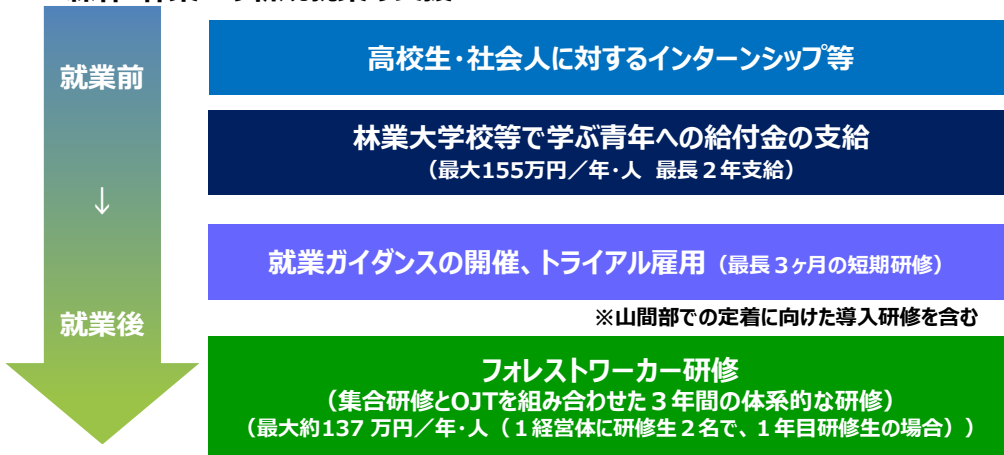 就業前
高校生・社会人に対するインターンシップ等
林業大学校等で学ぶ青年への給付金の支給
（最大155万円／年・人 最長２年支給）
↓
就業ガイダンスの開催、トライアル雇用（最長３ヶ月の短期研修）
就業後
※山間部での定着に向けた導入研修を含む
フォレストワーカー研修
（集合研修とOJTを組み合わせた３年間の体系的な研修）
（最大約137 万円／年・人（１経営体に研修生２名で、１年目研修生の場合））